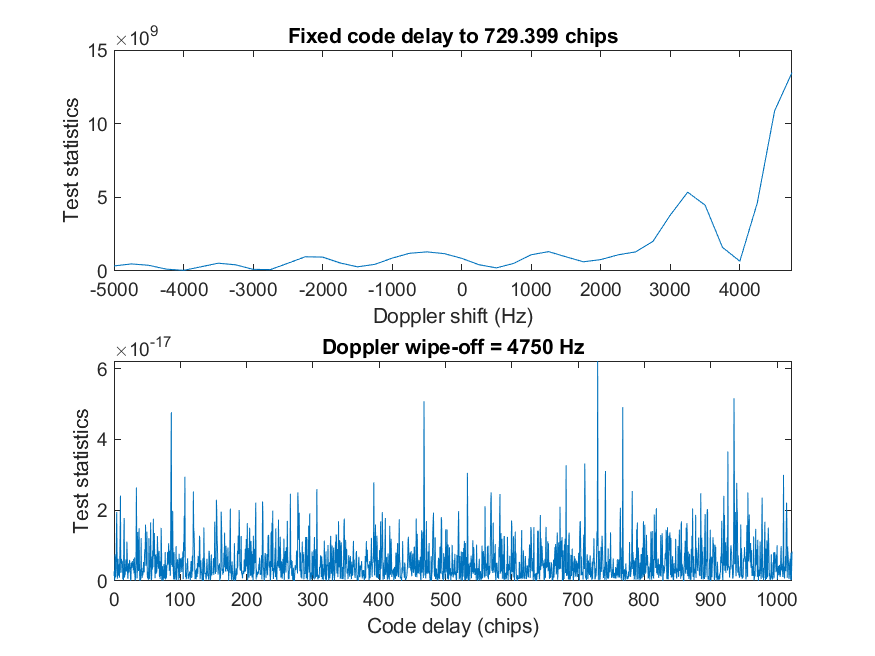 ×10^9
Fixed code delay to 729.399 chips
Test statistics
15
10
5
0
-5000 -4000 -3000 -2000 -1000 0 1000 2000 3000 4000
Doppler shift (Hz)
×10^-17
Doppler wipe-off = 4750 Hz
Test statistics
6
4
2
0
0 100 200 300 400 500 600 700 800 900 1000
Code delay (chips)